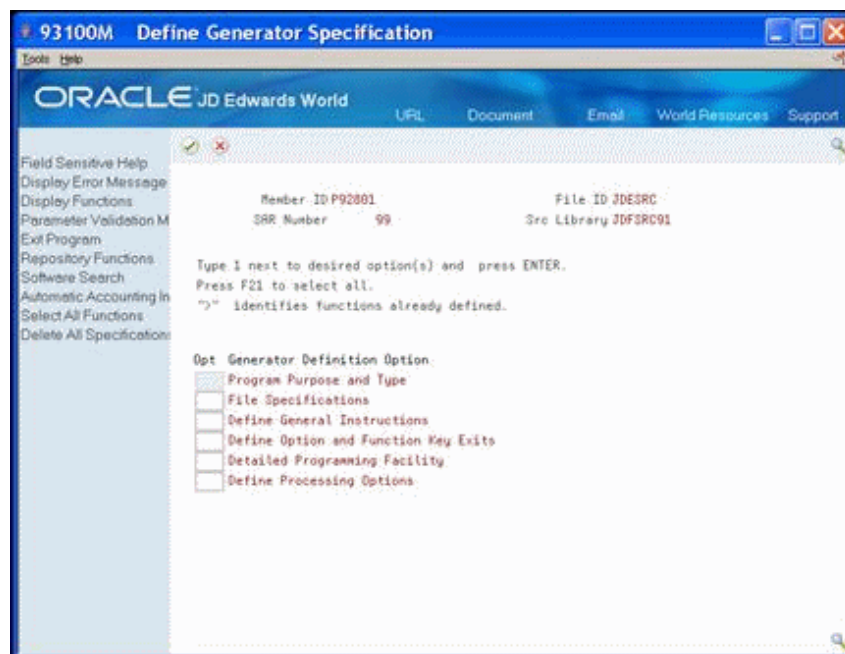 93100M Define Generator Specification
Tools Help
ORACLE JD Edwards World
URL Document Email World Resources Support
Field Sensitive Help
Display Error Message
Display Functions
Parameter Validation M
Exit Program
Repository Functions
Software Search
Automatic Accounting In
Select All Functions
Delete All Specifications
Member ID P92801 File ID JDESRC
SAR Number 99 Src Library JDFSRC91
Type 1 next to desired option(s) and press ENTER.
Press F21 to select all.
">" identifies functions already defined.
Opt Generator Definition Option
Program Purpose and Type
File Specifications
Define General Instructions
Define Option and Function Key Exits
Detailed Programming Facility
Define Processing Options